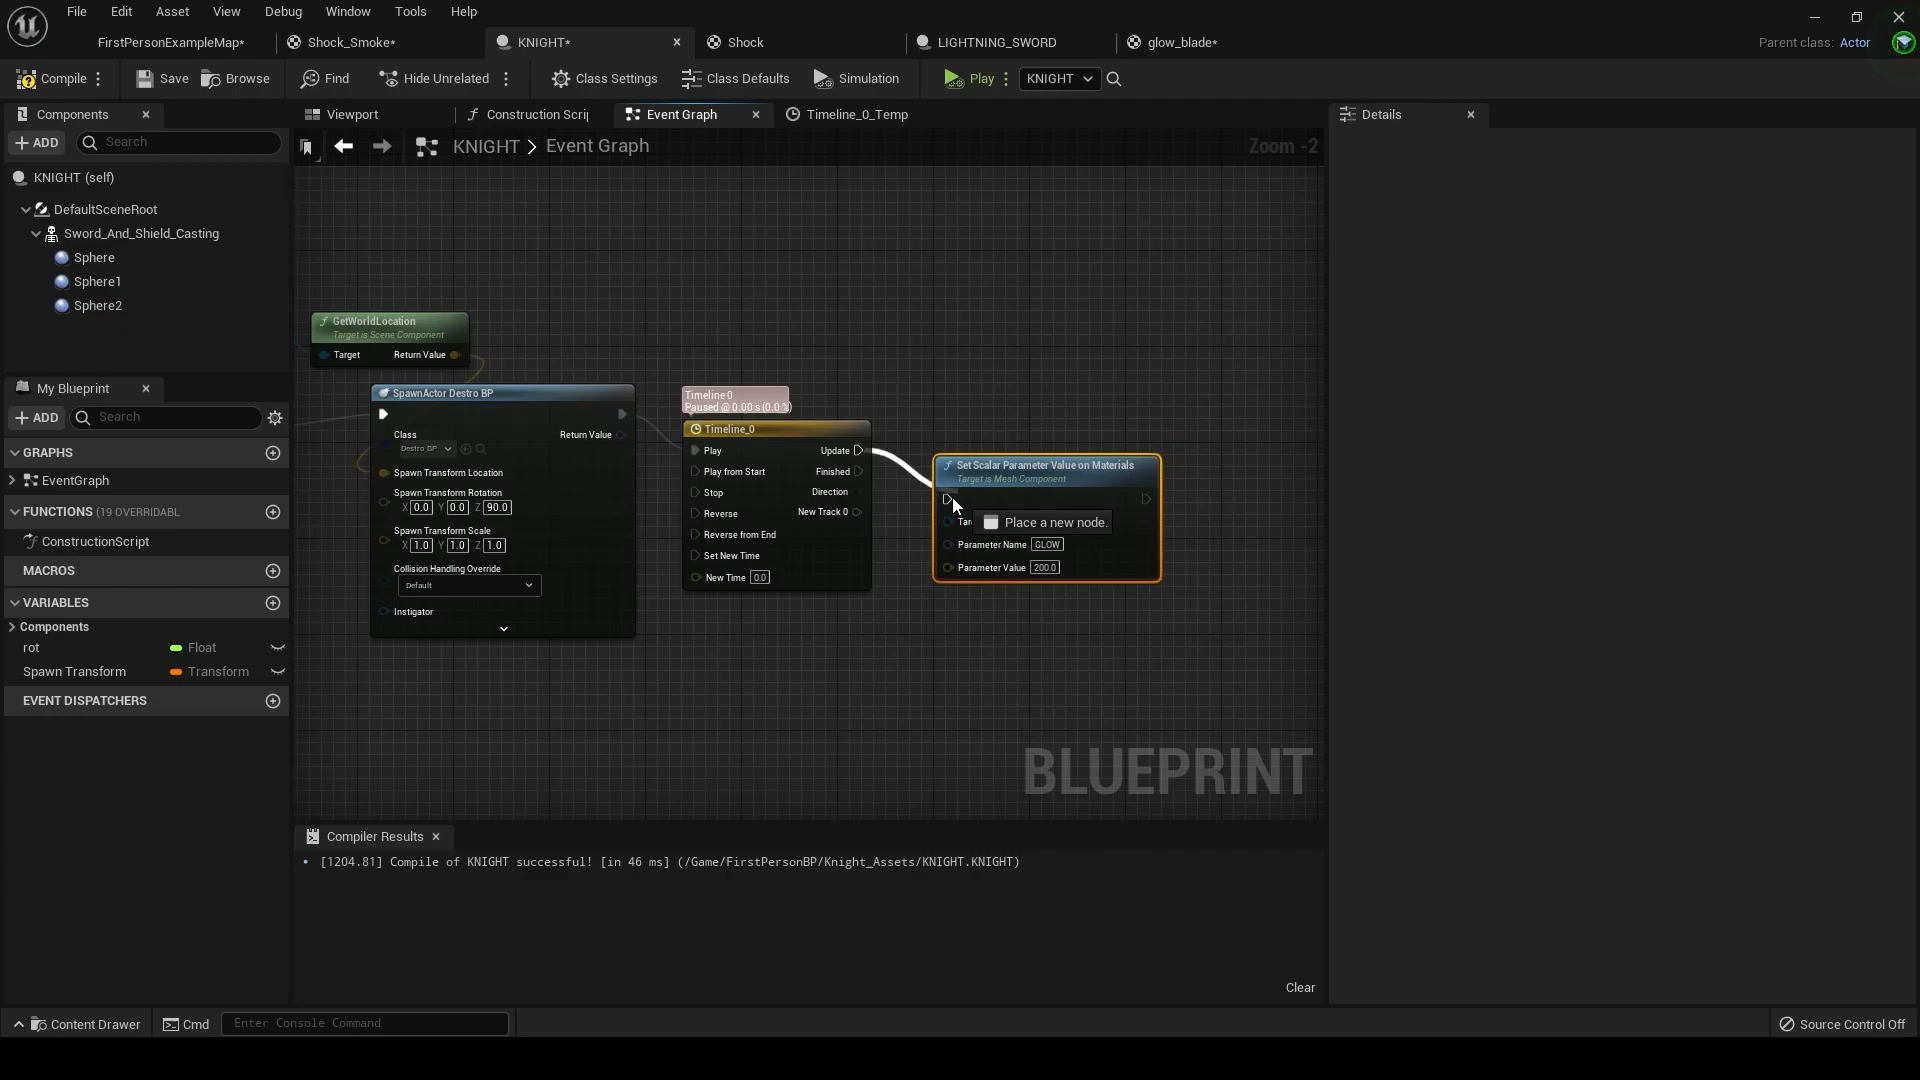 File Edit View Asset Debug Window Tools Help
FirstPersonExampleMap*
Shock_Smoke*
KNIGHT*
Shock
LIGHTNING_SWORD
glow_blade*
Parent class: Actor
Compile
Save
Browse
Find
Hide Unrelated
Class Settings
Class Defaults
Simulation
Play
KNIGHT
Components
ADD
Search
KNIGHT (self)
DefaultSceneRoot
Sword_And_Shield_Casting
Sphere
Sphere1
Sphere2
My Blueprint
ADD
Search
GRAPHS
EventGraph
FUNCTIONS (19 OVERRIDABL
ConstructionScript
MACROS
VARIABLES
Components
rot Float
Spawn Transform Transform
EVENT DISPATCHERS
Viewport
Construction Scrip
Event Graph
Timeline_0_Temp
KNIGHT > Event Graph
Zoom -2
GetWorldLocation
Target is Scene Component
Target Return Value
SpawnActor Destro BP
Class Return Value
Destro BP
Spawn Transform Location
Spawn Transform Rotation
X 0.0 Y 0.0 Z 90.0
Spawn Transform Scale
X 1.0 Y 1.0 Z 1.0
Collision Handling Override
Default
Instigator
Timeline 0
Paused @ 0.00 s (0.0 %)
Timeline_0
Play Update
Play from Start Finished
Stop Direction
Reverse New Track 0
Reverse from End
Set New Time
New Time 0.0
Set Scalar Parameter Value on Materials
Target is Mesh Component
Tar
Place a new node.
Parameter Name GLOW
Parameter Value 200.0
BLUEPRINT
Compiler Results
[1204.81] Compile of KNIGHT successful! [in 46 ms] (/Game/FirstPersonBP/Knight_Assets/KNIGHT.KNIGHT)
Clear
Details
Content Drawer
Cmd
Enter Console Command
Source Control Off